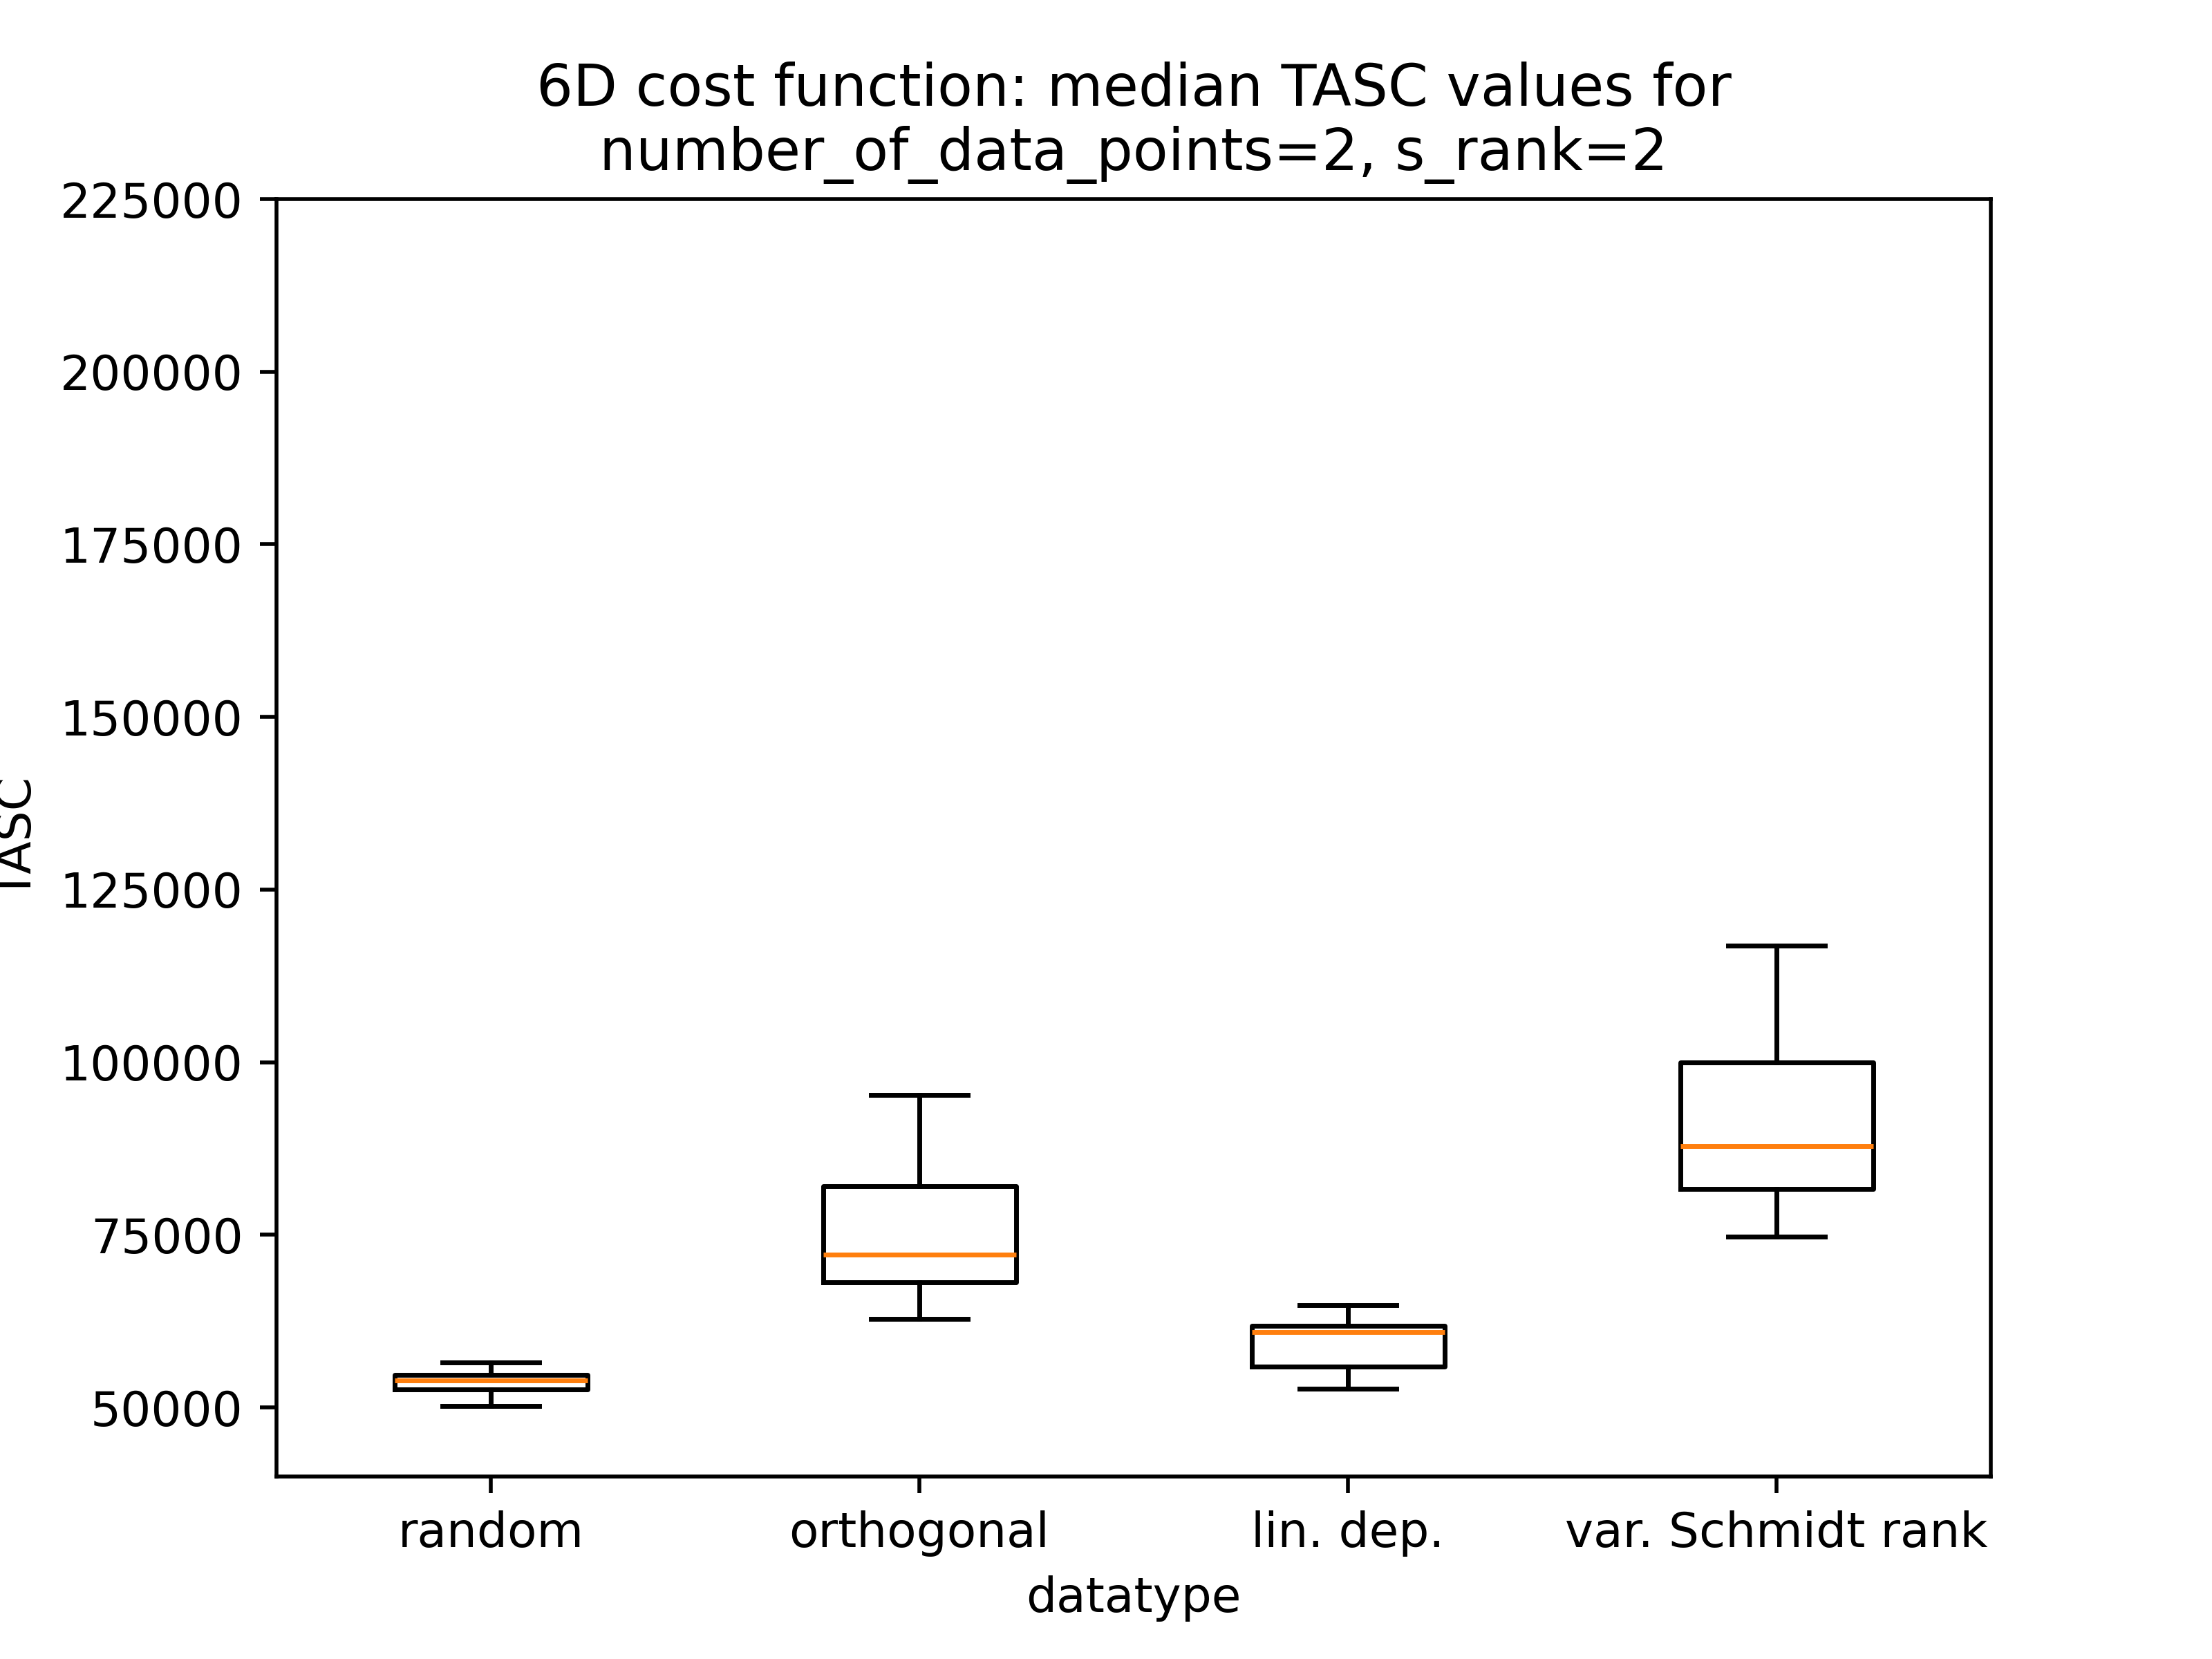 6D cost function: median TASC values for
number_of_data_points=2, s_rank=2
225000
200000
175000
150000
125000
100000
75000
50000
TASC
random
orthogonal
lin. dep.
var. Schmidt rank
datatype